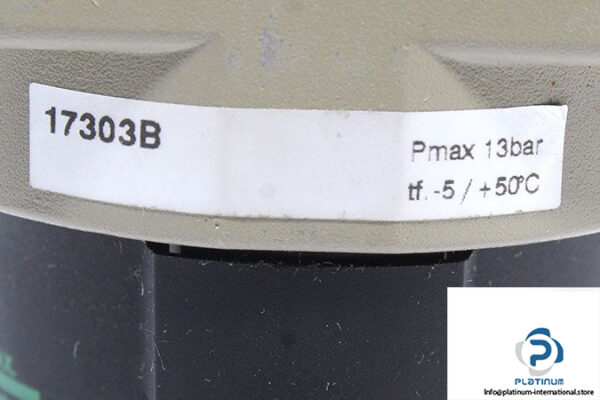 17303B
Pmax 13bar
tf. -5 / +50°C
PLATINUM
Info@platinum-international.store